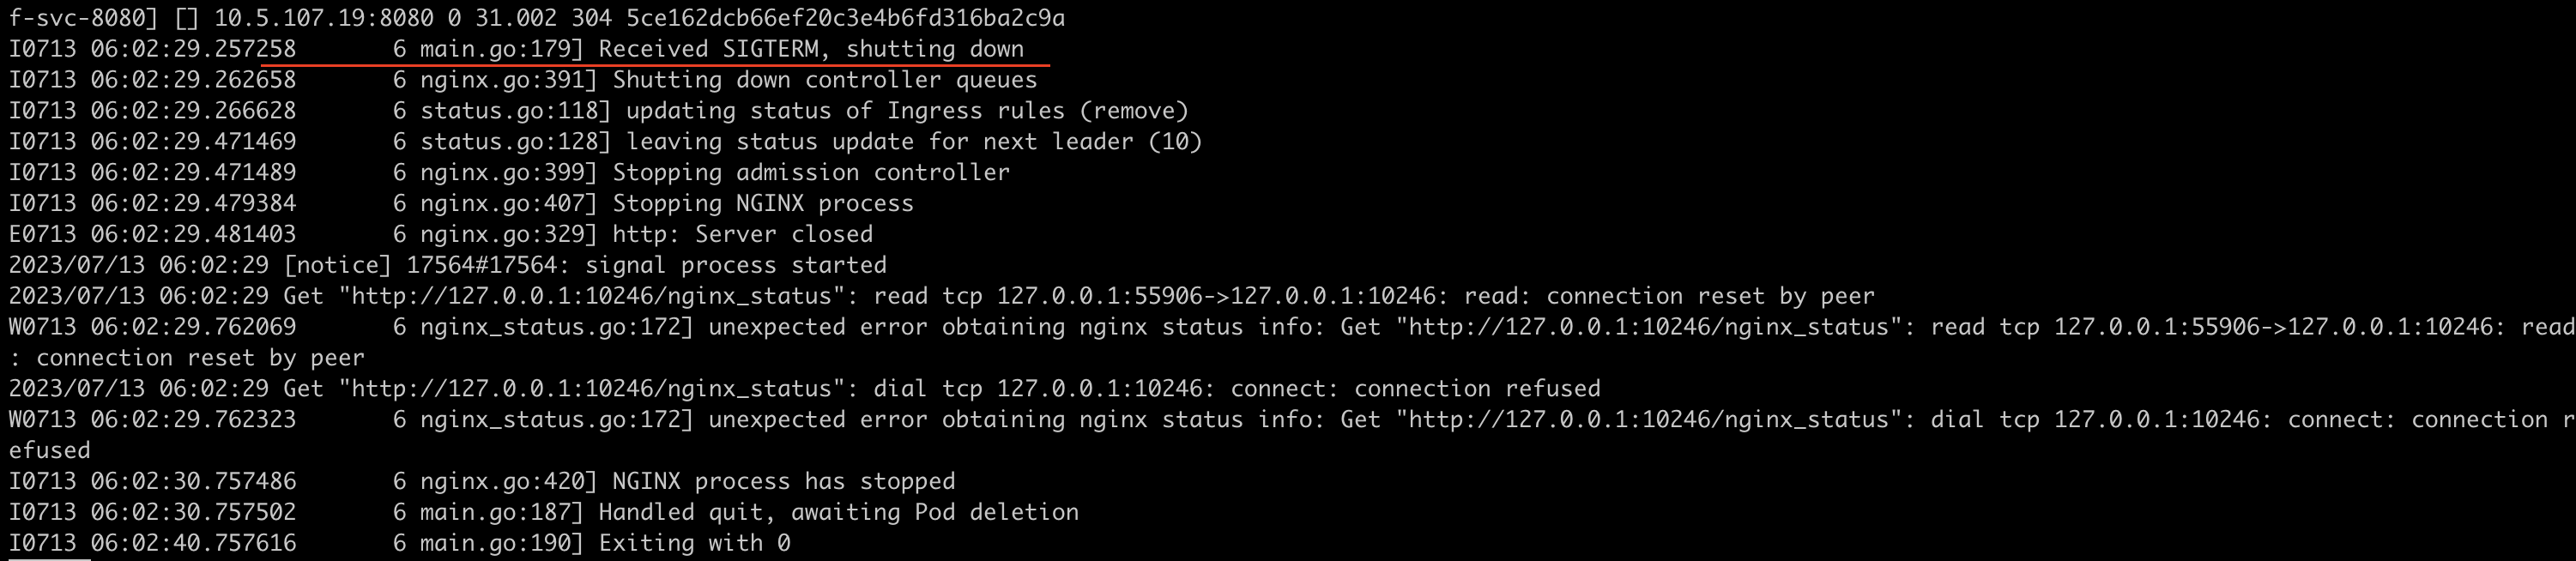 f-svc-8080] [] 10.5.107.19:8080 0 31.002 304 5ce162dcb66ef20c3e4b6fd316ba2c9a
I0713 06:02:29.257258       6 main.go:179] Received SIGTERM, shutting down
I0713 06:02:29.262658       6 nginx.go:391] Shutting down controller queues
I0713 06:02:29.266628       6 status.go:118] updating status of Ingress rules (remove)
I0713 06:02:29.471469       6 status.go:128] leaving status update for next leader (10)
I0713 06:02:29.471489       6 nginx.go:399] Stopping admission controller
I0713 06:02:29.479384       6 nginx.go:407] Stopping NGINX process
E0713 06:02:29.481403       6 nginx.go:329] http: Server closed
2023/07/13 06:02:29 [notice] 17564#17564: signal process started
2023/07/13 06:02:29 Get "http://127.0.0.1:10246/nginx_status": read tcp 127.0.0.1:55906->127.0.0.1:10246: read: connection reset by peer
W0713 06:02:29.762069       6 nginx_status.go:172] unexpected error obtaining nginx status info: Get "http://127.0.0.1:10246/nginx_status": read tcp 127.0.0.1:55906->127.0.0.1:10246: read
: connection reset by peer
2023/07/13 06:02:29 Get "http://127.0.0.1:10246/nginx_status": dial tcp 127.0.0.1:10246: connect: connection refused
W0713 06:02:29.762323       6 nginx_status.go:172] unexpected error obtaining nginx status info: Get "http://127.0.0.1:10246/nginx_status": dial tcp 127.0.0.1:10246: connect: connection r
efused
I0713 06:02:30.757486       6 nginx.go:420] NGINX process has stopped
I0713 06:02:30.757502       6 main.go:187] Handled quit, awaiting Pod deletion
I0713 06:02:40.757616       6 main.go:190] Exiting with 0